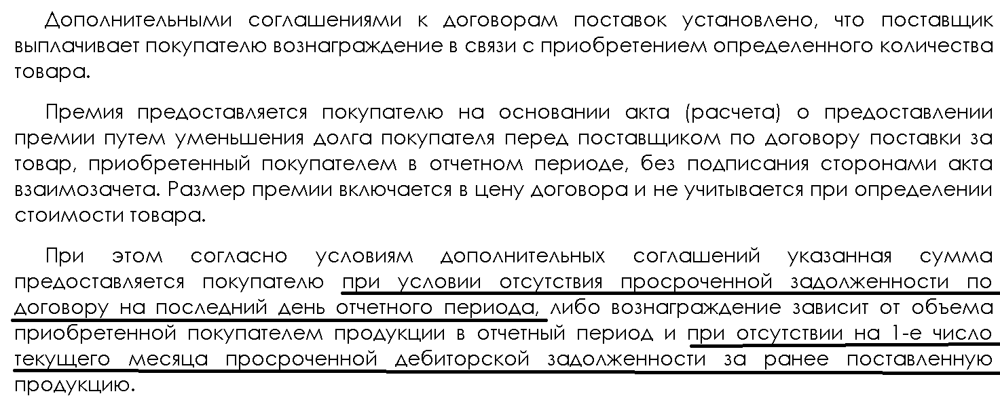 Дополнительными соглашениями к договорам поставок установлено, что поставщик
выплачивает покупателю вознаграждение в связи с приобретением определенного количества
товара.
Премия предоставляется покупателю на основании акта (расчета) о предоставлении
премии путем уменьшения долга покупателя перед поставщиком по договору поставки за
товар, приобретенный покупателем в отчетном периоде, без подписания сторонами акта
взаимозачета. Размер премии включается в цену договора и не учитывается при определении
стоимости товара.
При этом согласно условиям дополнительных соглашений указанная сумма
предоставляется покупателю при условии отсутствия просроченной задолженности по
договору на последний день отчетного периода, либо вознаграждение зависит от объема
приобретенной покупателем продукции в отчетный период и при отсутствии на 1-е число
текущего месяца просроченной дебиторской задолженности за ранее поставленную
продукцию.